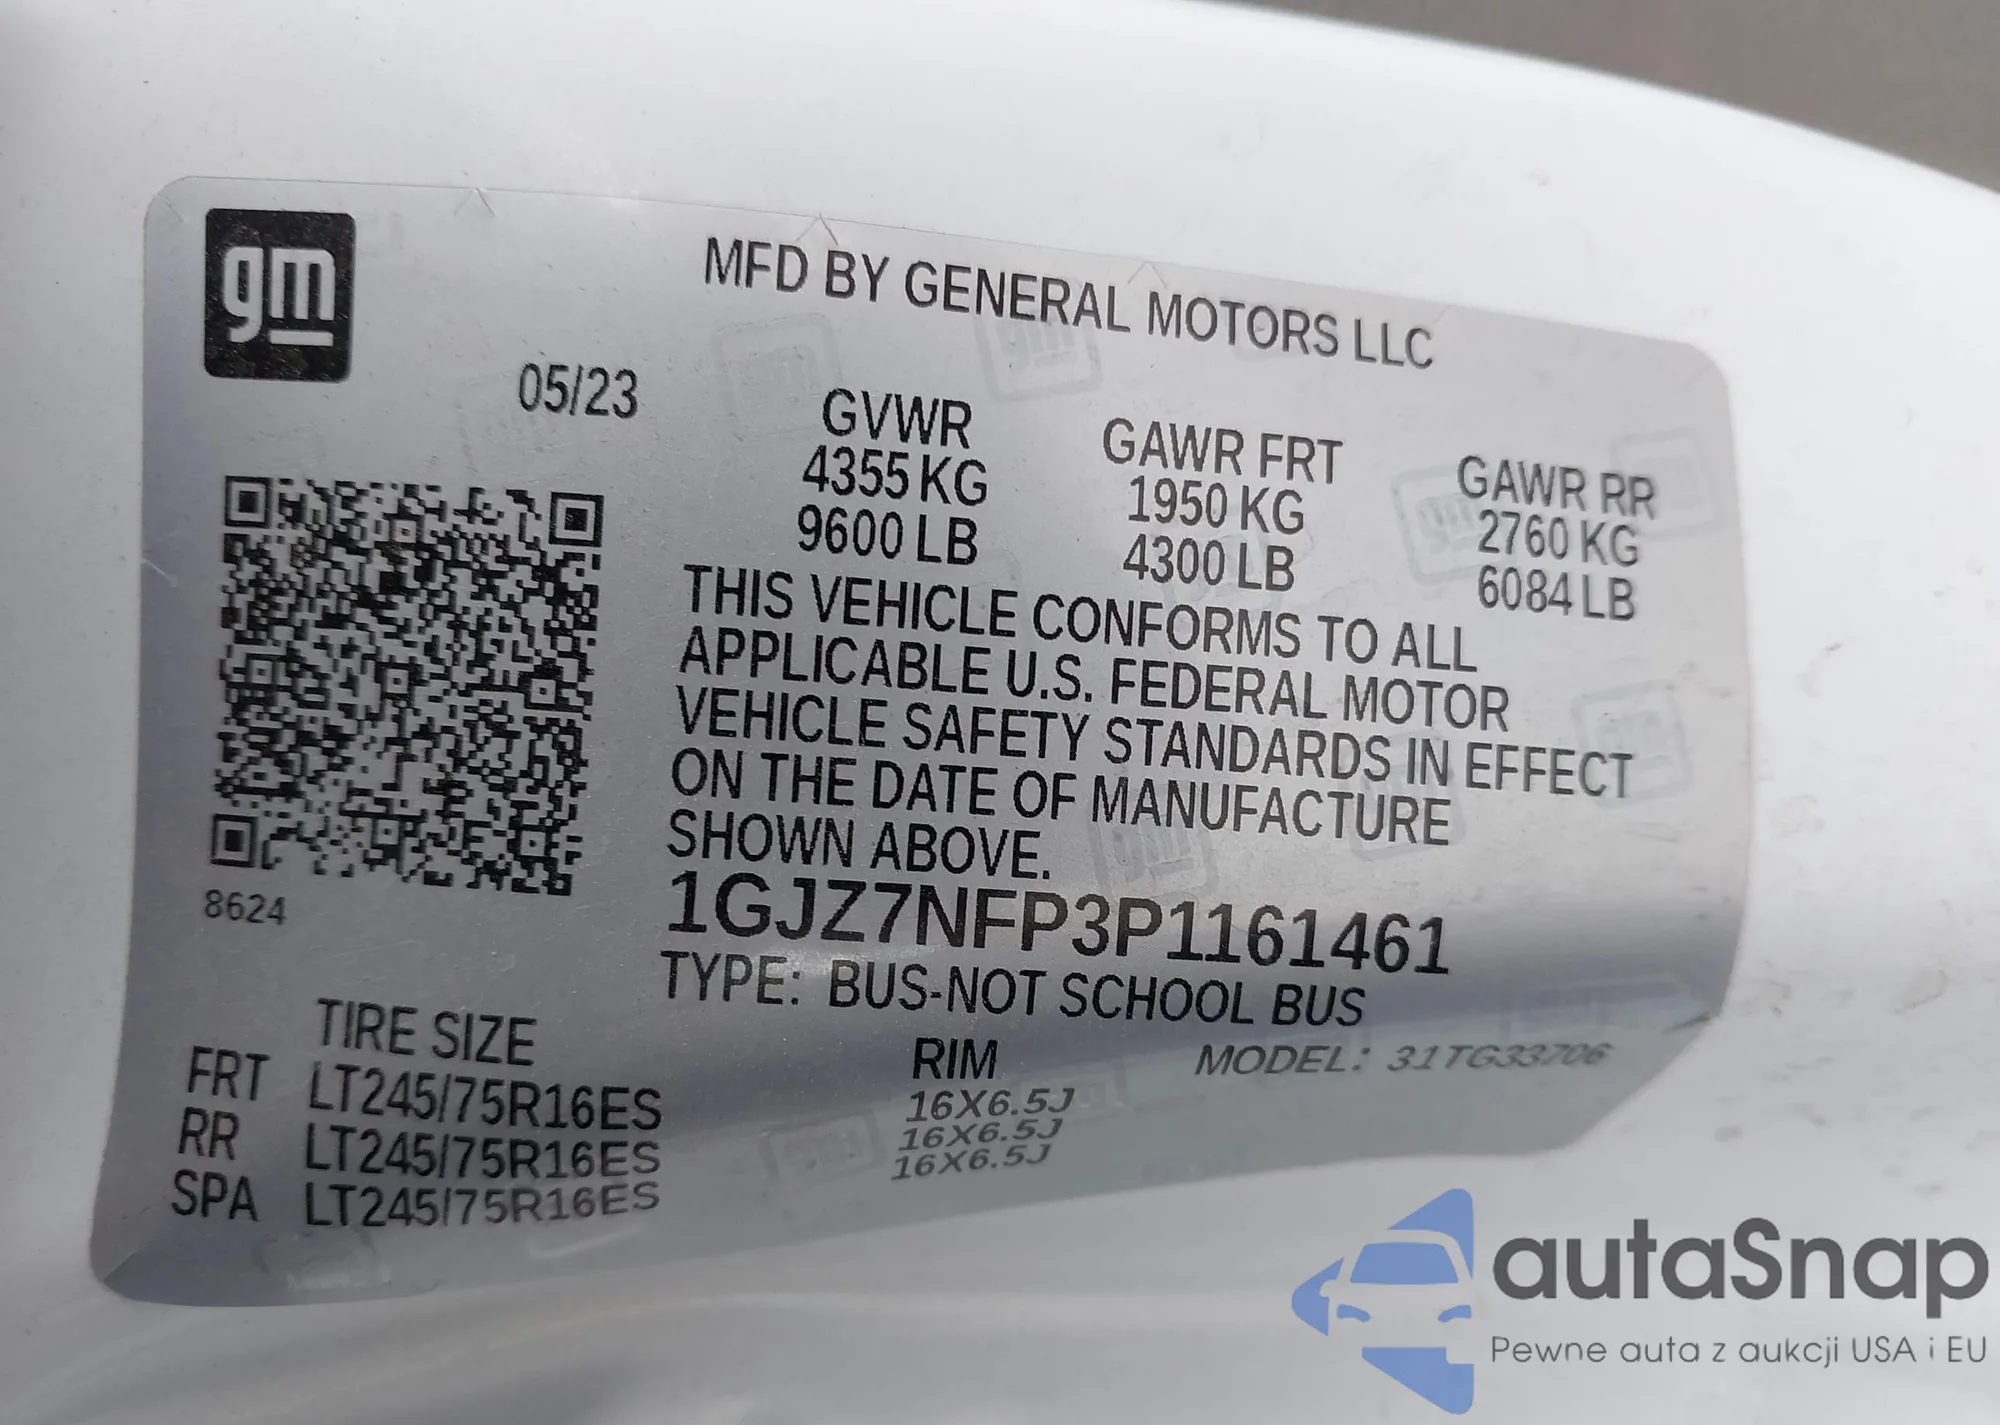 gm
MFD BY GENERAL MOTORS LLC
05/23
GVWR GAWR FRT GAWR RR
4355 KG 1950 KG 2760 KG
9600 LB 4300 LB 6084 LB
THIS VEHICLE CONFORMS TO ALL
APPLICABLE U.S. FEDERAL MOTOR
VEHICLE SAFETY STANDARDS IN EFFECT
ON THE DATE OF MANUFACTURE
SHOWN ABOVE.
8624
1GJZ7NFP3P1161461
TYPE: BUS-NOT SCHOOL BUS
TIRE SIZE RIM MODEL: 31TG33706
FRT LT245/75R16ES 16X6.5J
RR LT245/75R16ES 16X6.5J
SPA LT245/75R16ES 16X6.5J
autaSnap
Pewne auta z aukcji USA i EU